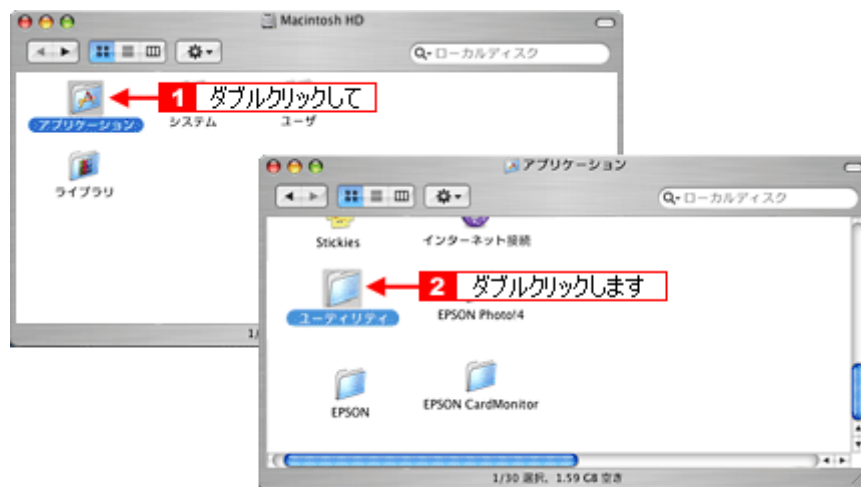 Macintosh HD
ローカルディスク
1 ダブルクリックして
アプリケーション
システム
ユーザ
ライブラリ
1/
アプリケーション
ローカルディスク
Stickies
インターネット接続
2 ダブルクリックします
ユーティリティ
EPSON Photo!4
EPSON
EPSON CardMonitor
1/30 選択、1.59 GB 空き